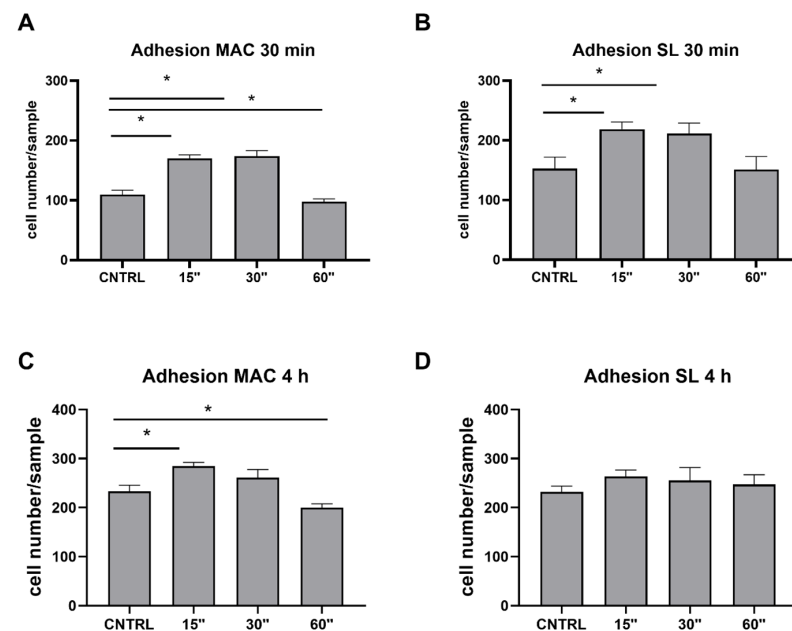 A
Adhesion MAC 30 min
cell number/sample
300
200
100
0
*
*
*
CNTRL 15" 30" 60"
B
Adhesion SL 30 min
cell number/sample
300
200
100
0
*
*
CNTRL 15" 30" 60"
C
Adhesion MAC 4 h
cell number/sample
400
300
200
100
0
*
*
CNTRL 15" 30" 60"
D
Adhesion SL 4 h
cell number/sample
400
300
200
100
0
CNTRL 15" 30" 60"